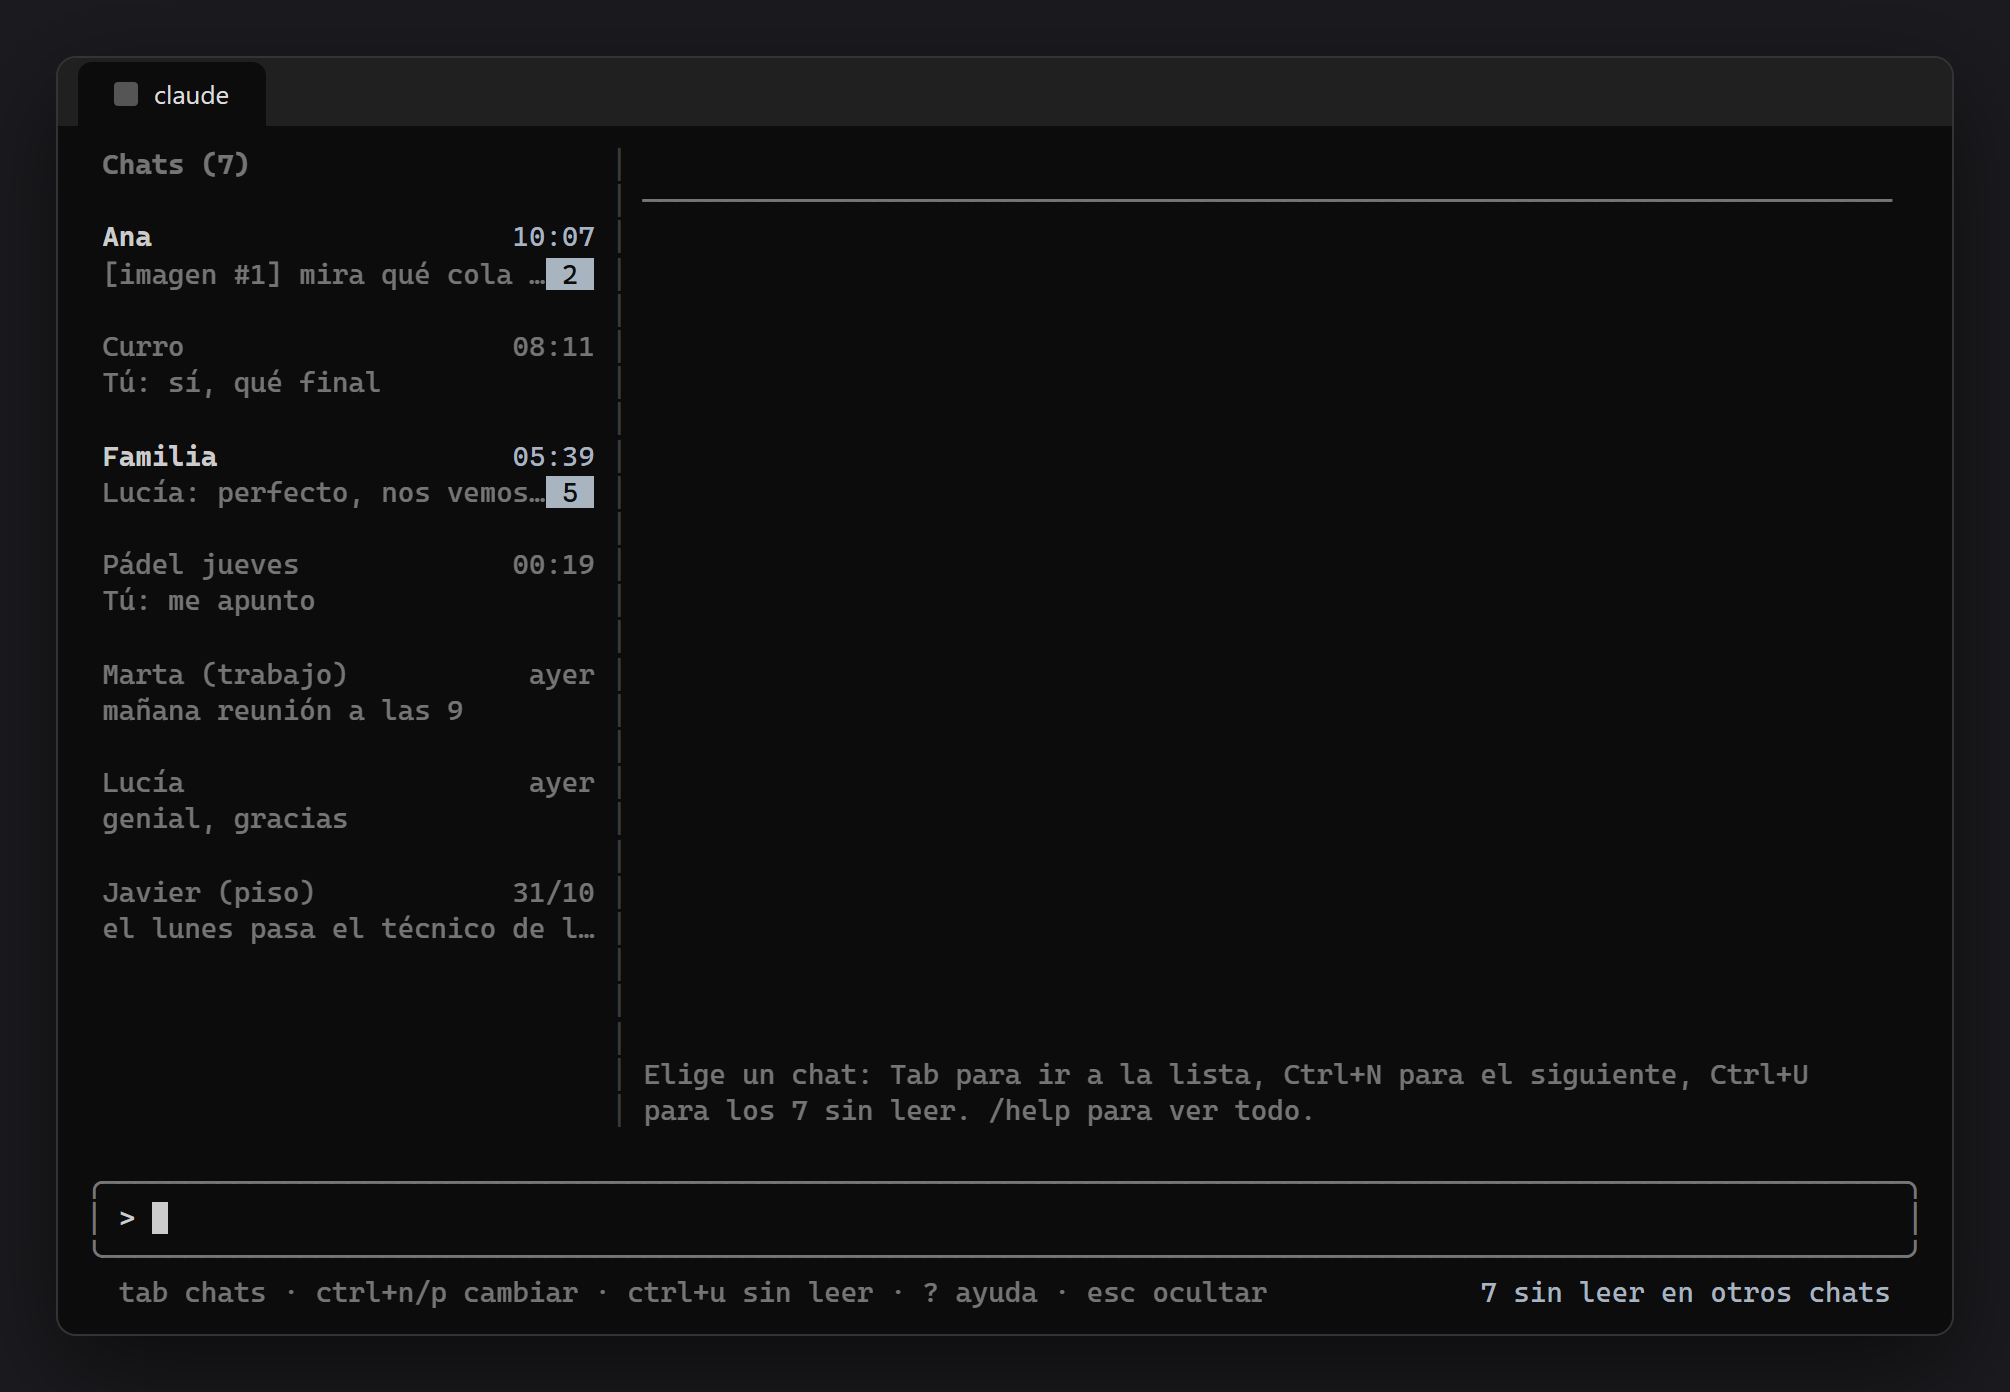 claude
Chats (7)
Ana 10:07
[imagen #1] mira qué cola … 2
Curro 08:11
Tú: sí, qué final
Familia 05:39
Lucía: perfecto, nos vemos… 5
Pádel jueves 00:19
Tú: me apunto
Marta (trabajo) ayer
mañana reunión a las 9
Lucía ayer
genial, gracias
Javier (piso) 31/10
el lunes pasa el técnico de l…
Elige un chat: Tab para ir a la lista, Ctrl+N para el siguiente, Ctrl+U
para los 7 sin leer. /help para ver todo.
>
tab chats · ctrl+n/p cambiar · ctrl+u sin leer · ? ayuda · esc ocultar 7 sin leer en otros chats